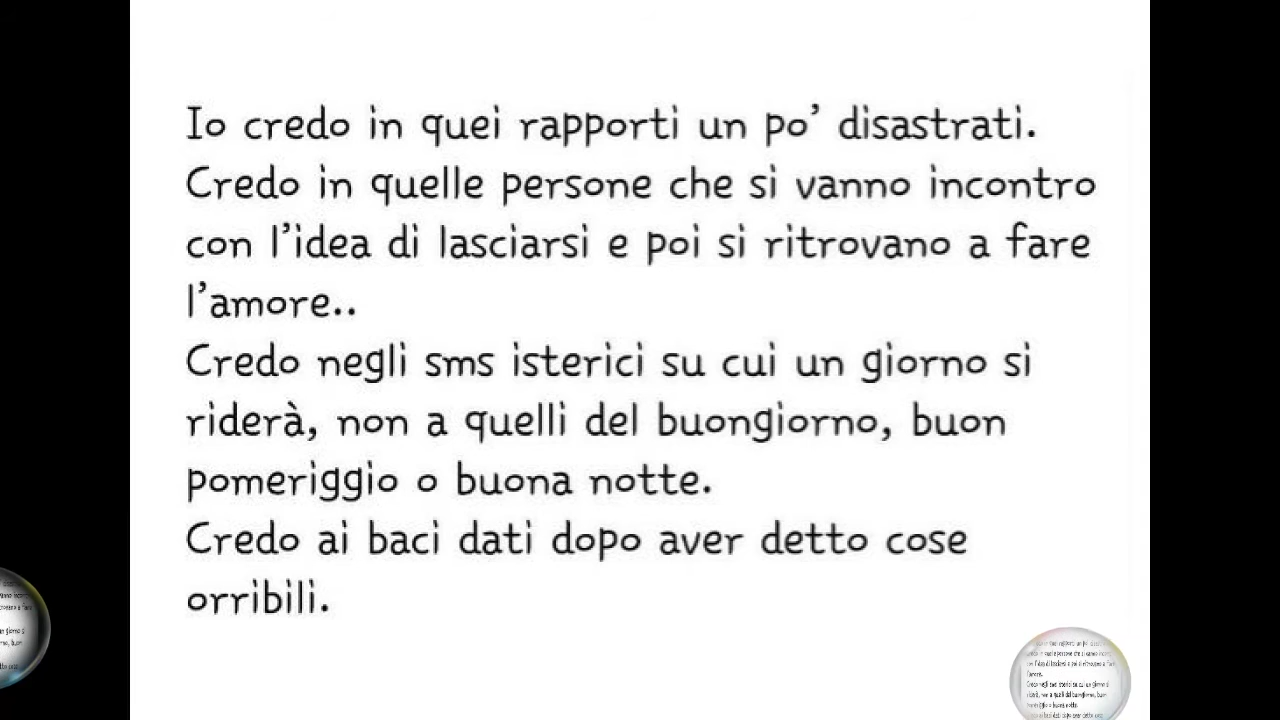 Io credo in quei rapporti un po’ disastrati.
Credo in quelle persone che si vanno incontro
con l’idea di lasciarsi e poi si ritrovano a fare
l’amore..
Credo negli sms isterici su cui un giorno si
riderà, non a quelli del buongiorno, buon
pomeriggio o buona notte.
Credo ai baci dati dopo aver detto cose
orribili.